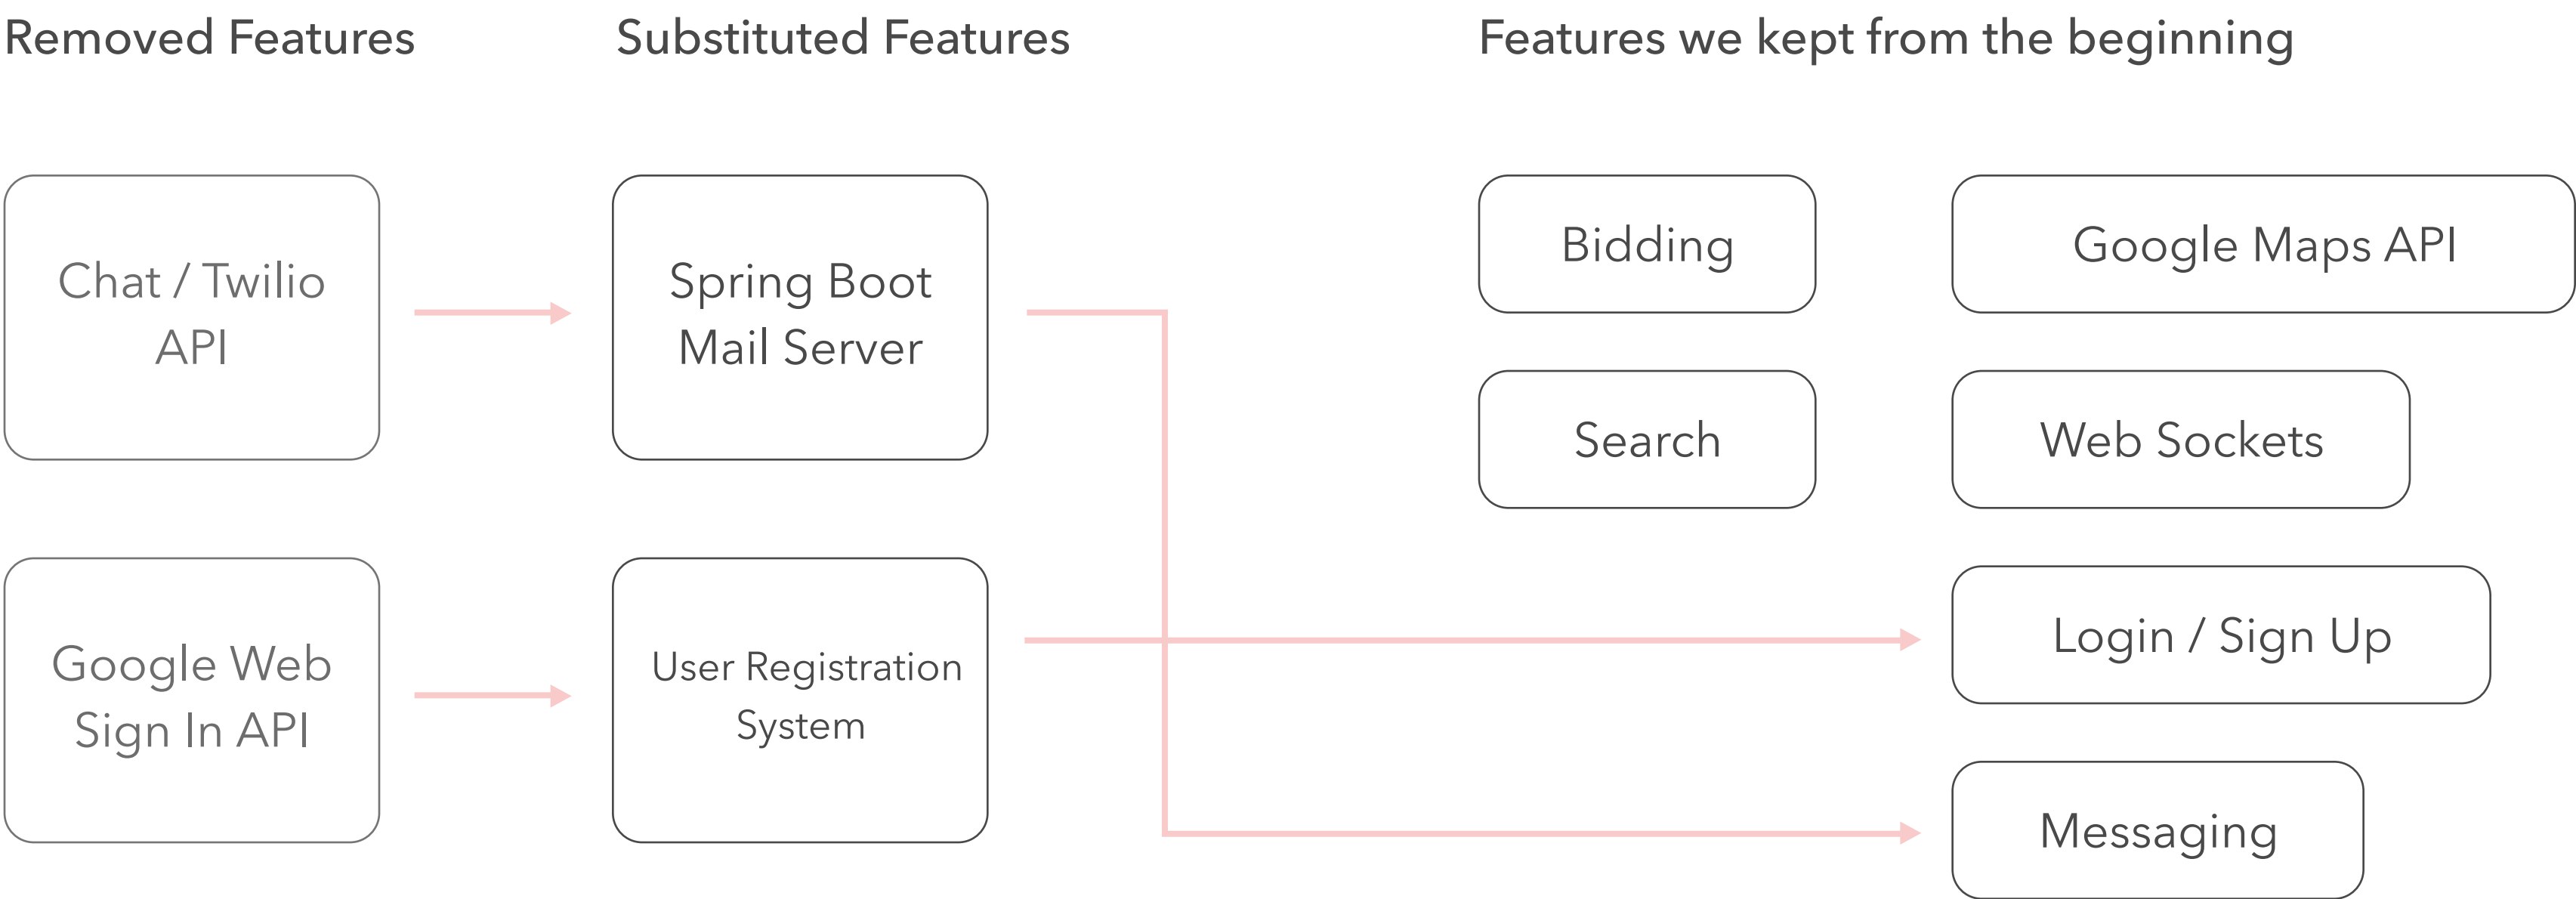 Removed Features
Substituted Features
Features we kept from the beginning
Chat / Twilio
API
Spring Boot
Mail Server
Bidding
Google Maps API
Search
Web Sockets
Google Web
Sign In API
User Registration
System
Login / Sign Up
Messaging